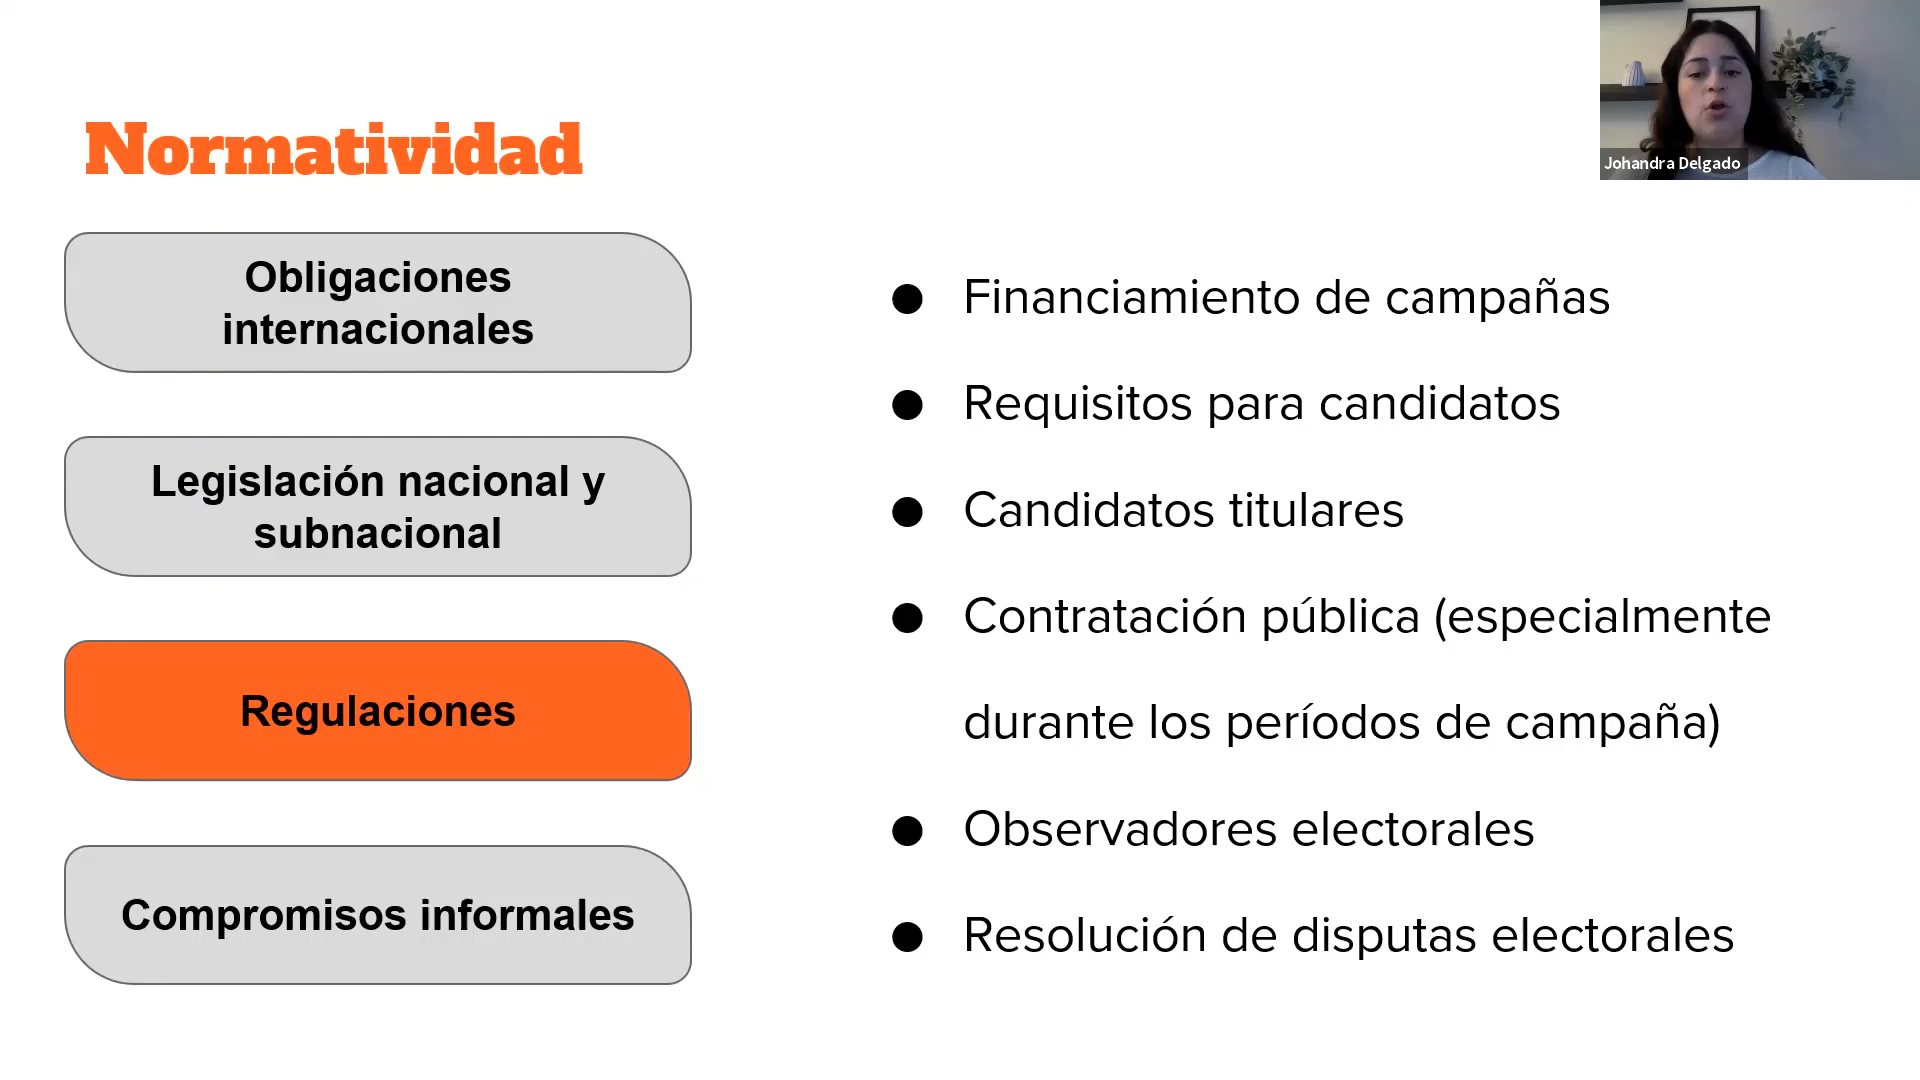 Normatividad
Johandra Delgado
Obligaciones
internacionales
Legislación nacional y
subnacional
Regulaciones
Compromisos informales
● Financiamiento de campañas
● Requisitos para candidatos
● Candidatos titulares
● Contratación pública (especialmente
durante los períodos de campaña)
● Observadores electorales
● Resolución de disputas electorales